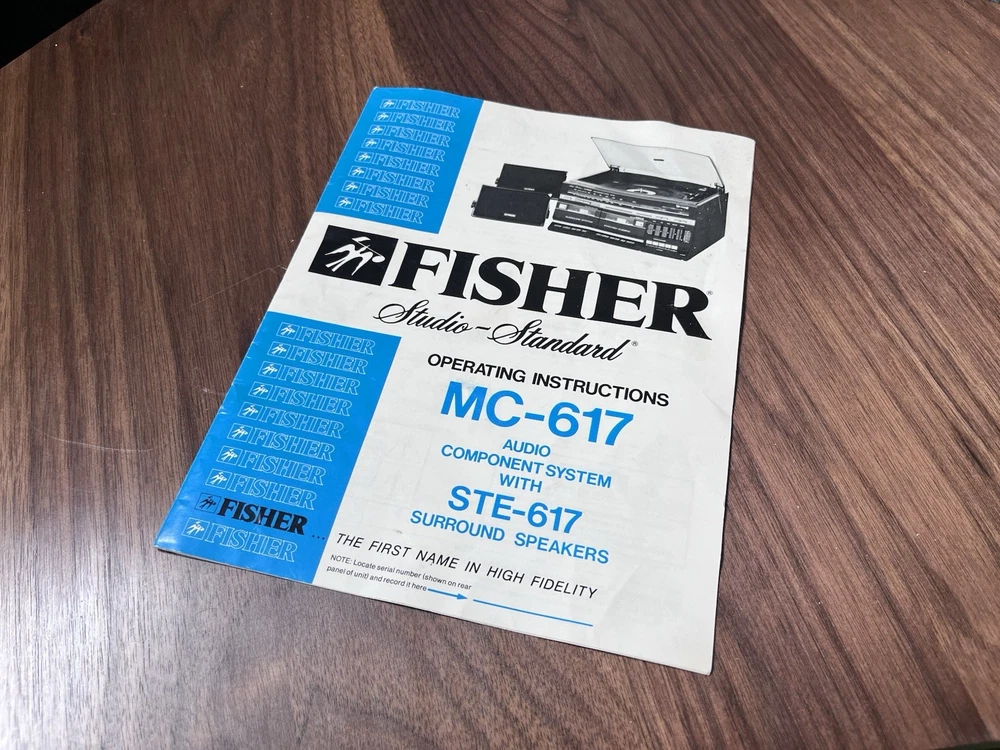 FISHER
FISHER
FISHER
FISHER
FISHER
FISHER
FISHER
FISHER
FISHER®
Studio-Standard®
OPERATING INSTRUCTIONS
MC-617
AUDIO
COMPONENT SYSTEM
WITH
STE-617
SURROUND SPEAKERS
FISHER
FISHER
FISHER
FISHER
FISHER
FISHER
FISHER
FISHER
FISHER...
FISHER
THE FIRST NAME IN HIGH FIDELITY
NOTE: Locate serial number (shown on rear
panel of unit) and record it here